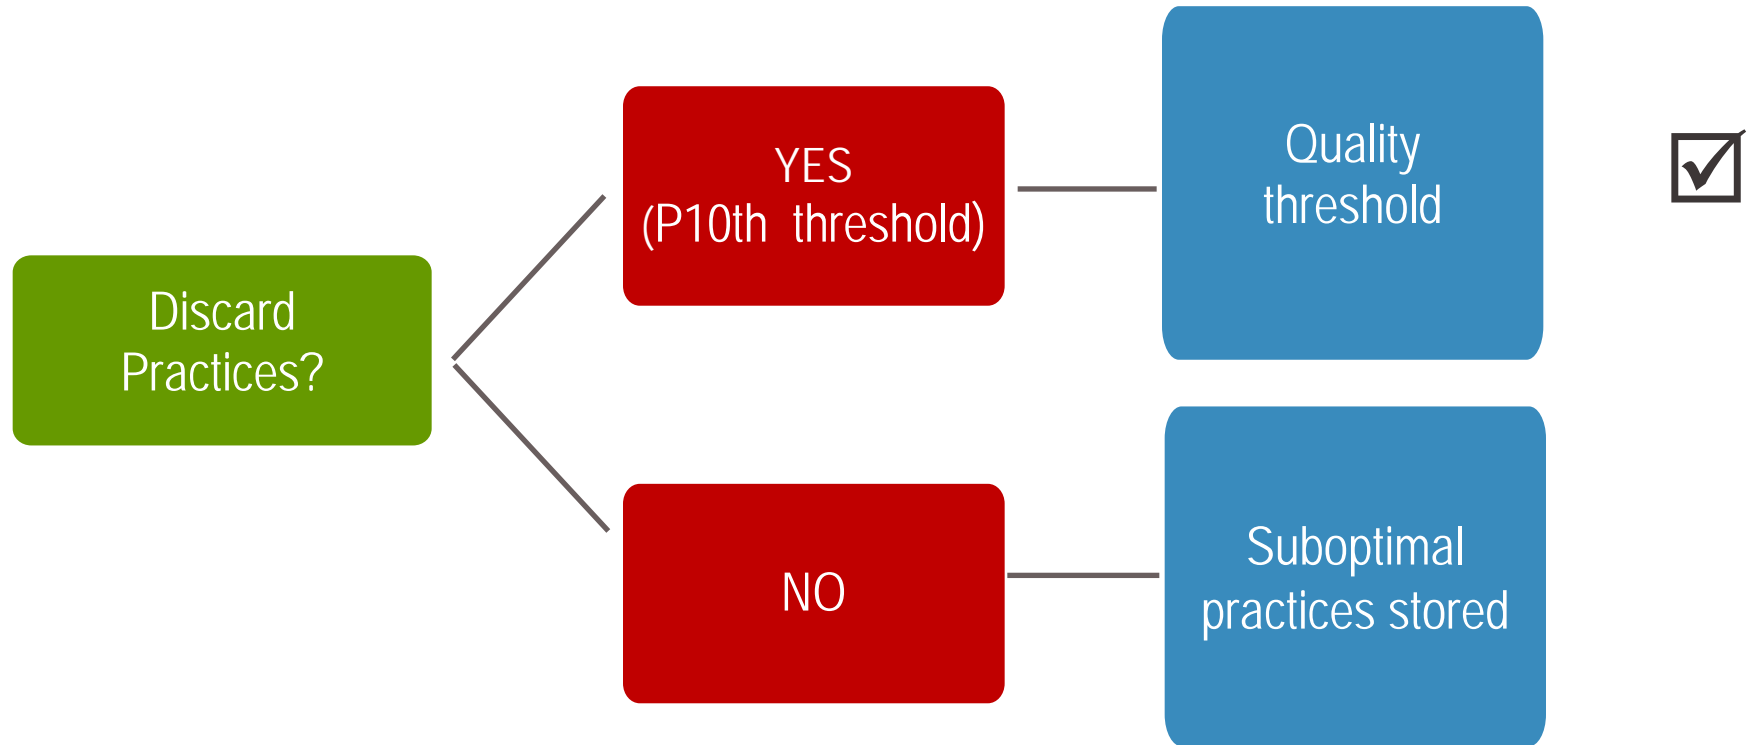 Discard
Practices?
YES
(P10th threshold)
Quality
threshold
NO
Suboptimal
practices stored